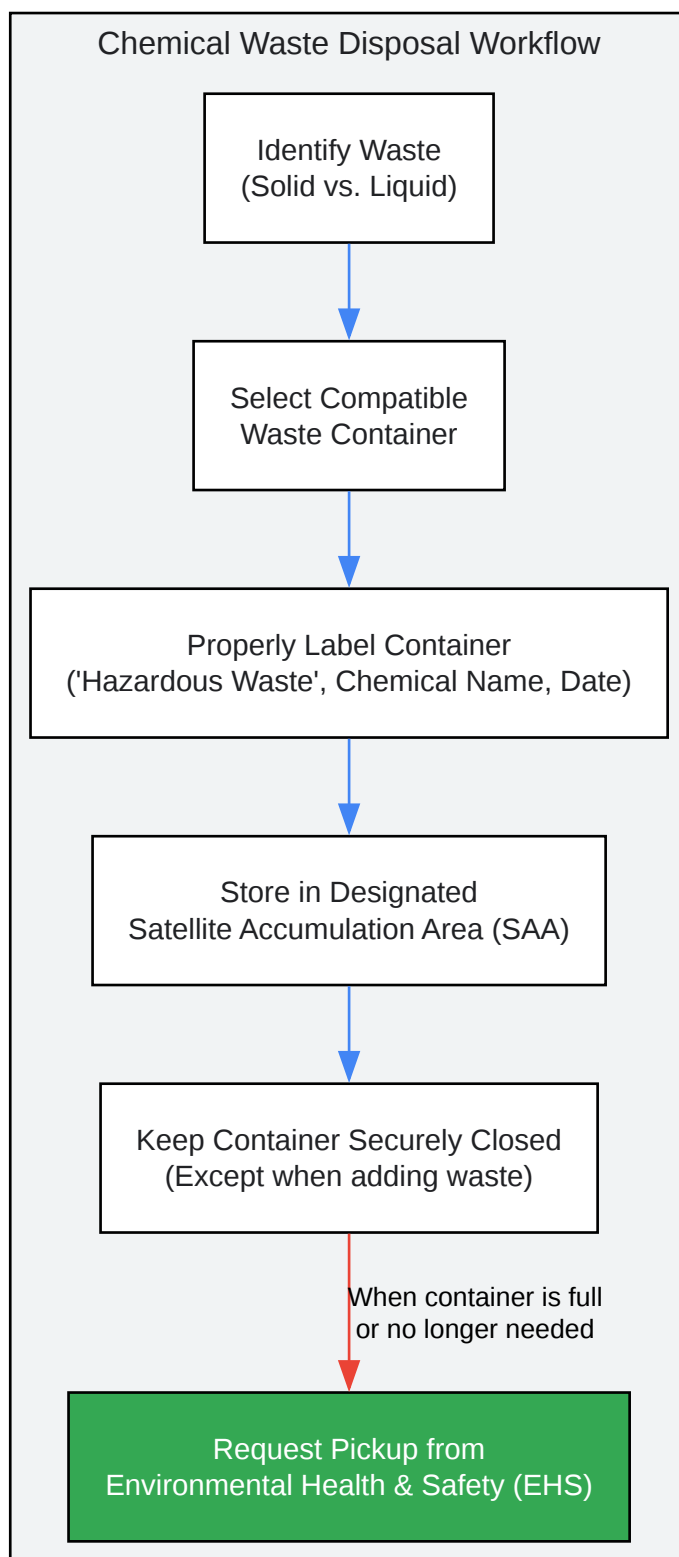 Chemical Waste Disposal Workflow
Identify Waste
(Solid vs. Liquid)
Select Compatible
Waste Container
Properly Label Container
('Hazardous Waste', Chemical Name, Date)
Store in Designated
Satellite Accumulation Area (SAA)
Keep Container Securely Closed
(Except when adding waste)
When container is full
or no longer needed
Request Pickup from
Environmental Health & Safety (EHS)